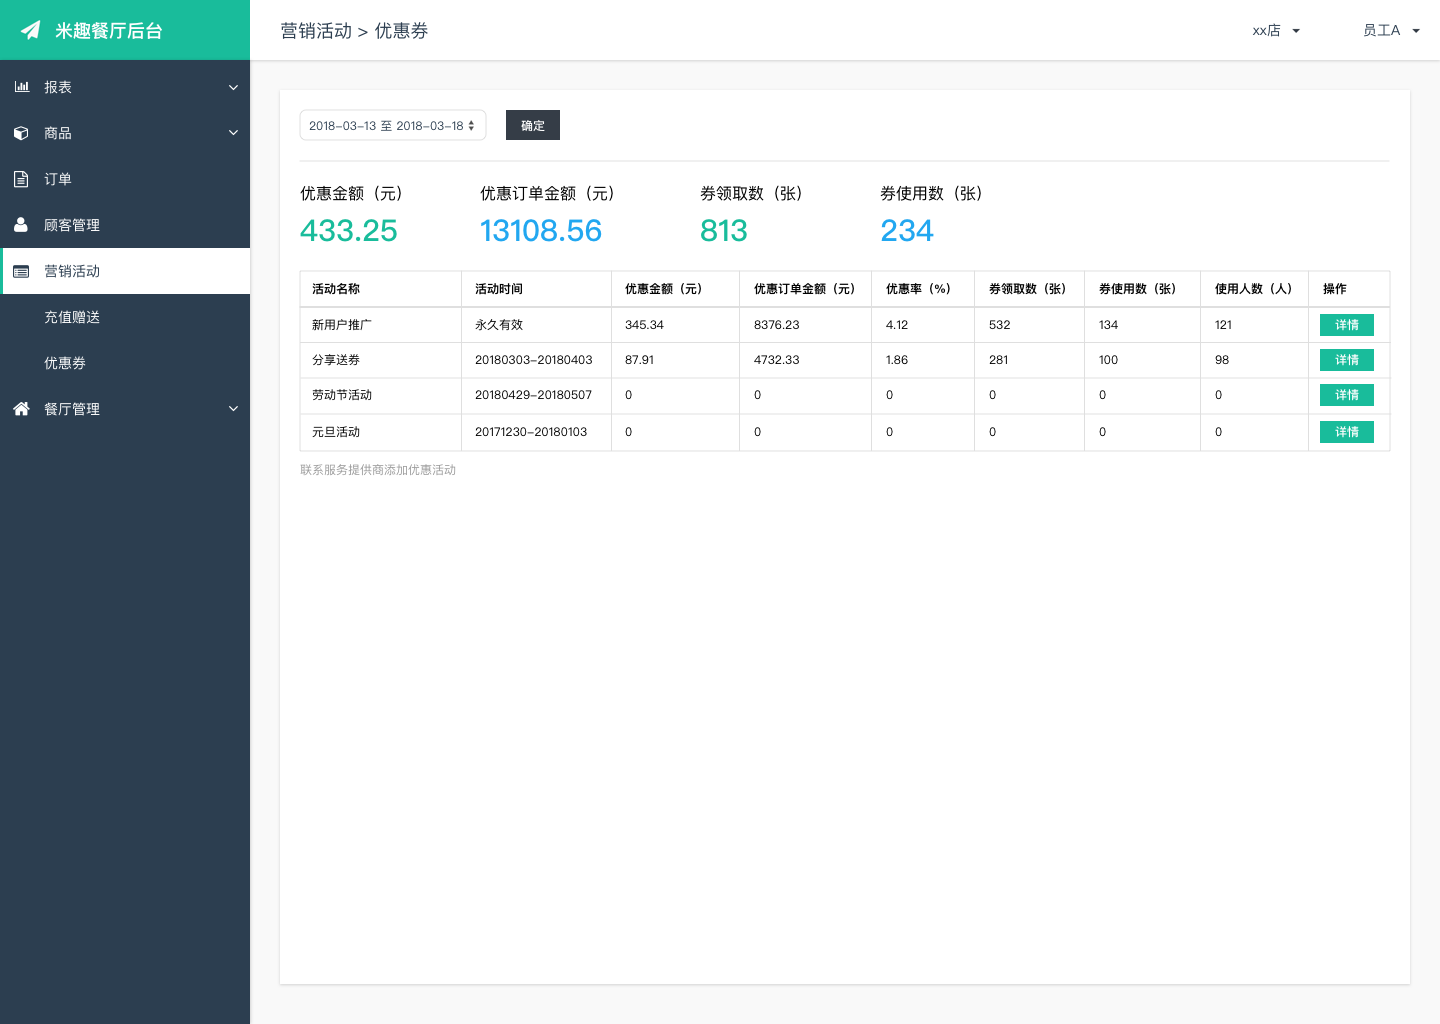 米趣餐厅后台
营销活动 > 优惠券
xx店
员工A
报表
商品
订单
顾客管理
营销活动
充值赠送
优惠券
餐厅管理
2018-03-13 至 2018-03-18
确定
优惠金额（元） 优惠订单金额（元） 券领取数（张） 券使用数（张）
433.25 13108.56 813 234
活动名称 活动时间 优惠金额（元） 优惠订单金额（元） 优惠率（%） 券领取数（张） 券使用数（张） 使用人数（人） 操作
新用户推广 永久有效 345.34 8376.23 4.12 532 134 121 详情
分享送券 20180303-20180403 87.91 4732.33 1.86 281 100 98 详情
劳动节活动 20180429-20180507 0 0 0 0 0 0 详情
元旦活动 20171230-20180103 0 0 0 0 0 0 详情
联系服务提供商添加优惠活动